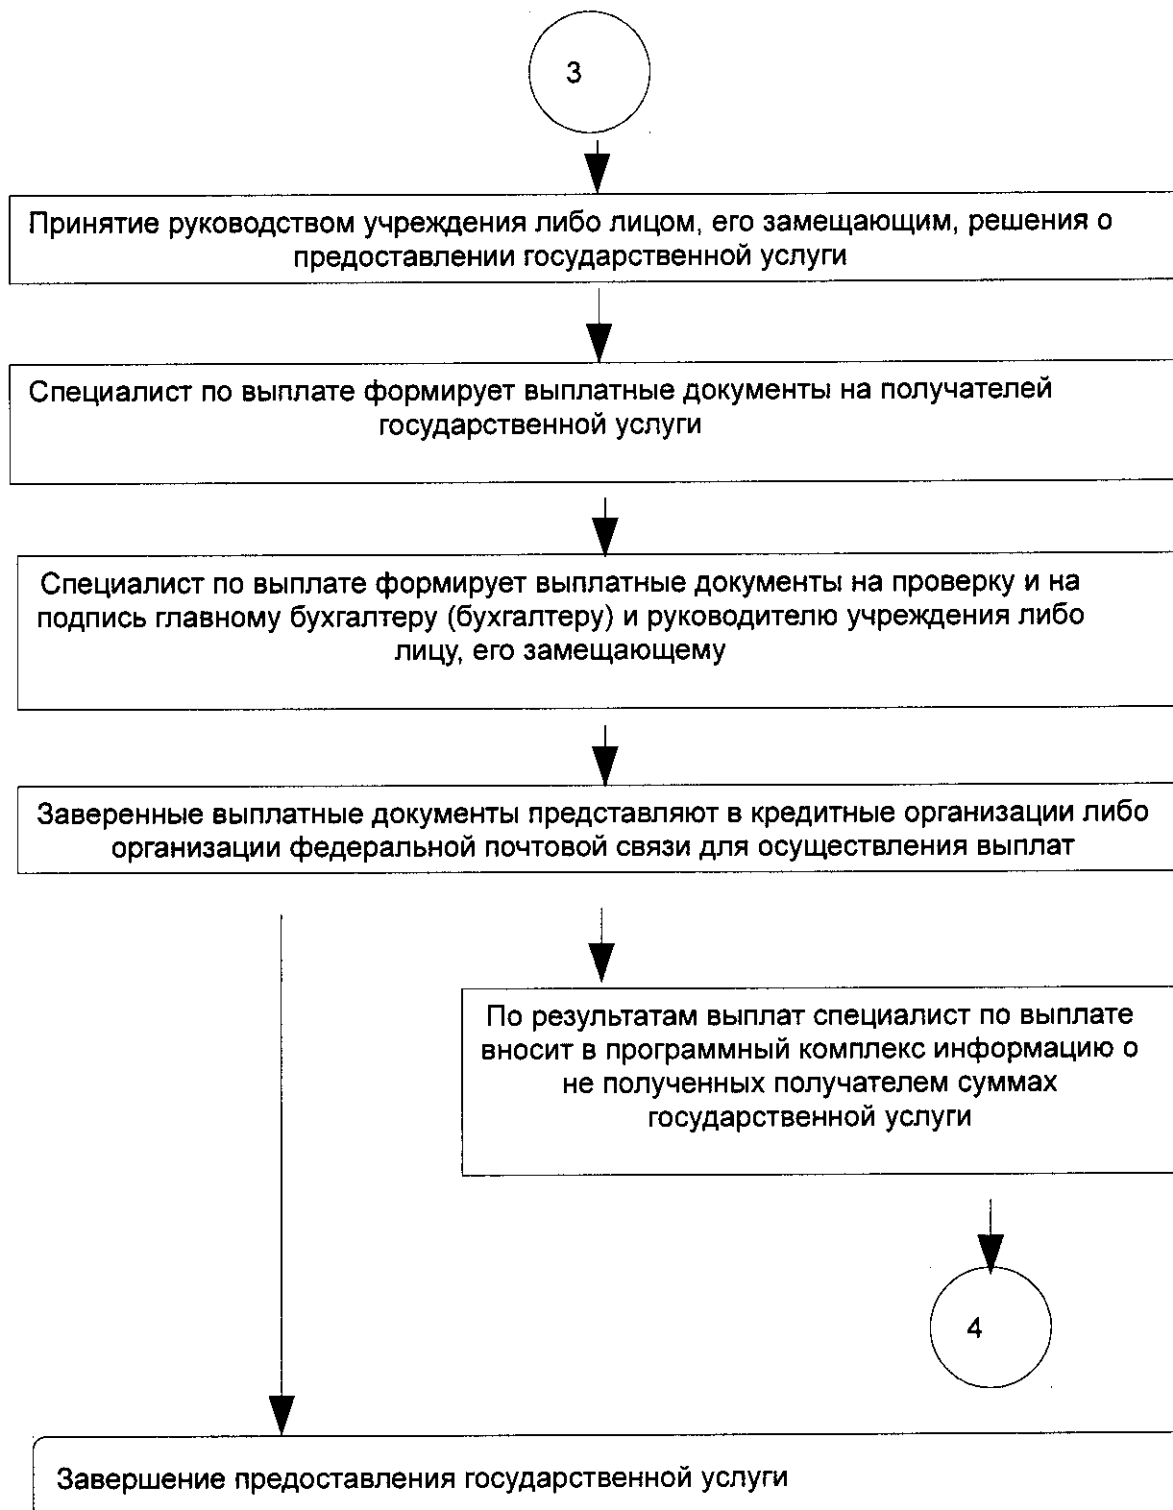 3
Принятие руководством учреждения либо лицом, его замещающим, решения о
предоставлении государственной услуги
Специалист по выплате формирует выплатные документы на получателей
государственной услуги
Специалист по выплате формирует выплатные документы на проверку и на
подпись главному бухгалтеру (бухгалтеру) и руководителю учреждения либо
лицу, его замещающему
Заверенные выплатные документы представляют в кредитные организации либо
организации федеральной почтовой связи для осуществления выплат
По результатам выплат специалист по выплате
вносит в программный комплекс информацию о
не полученных получателем суммах
государственной услуги
4
Завершение предоставления государственной услуги